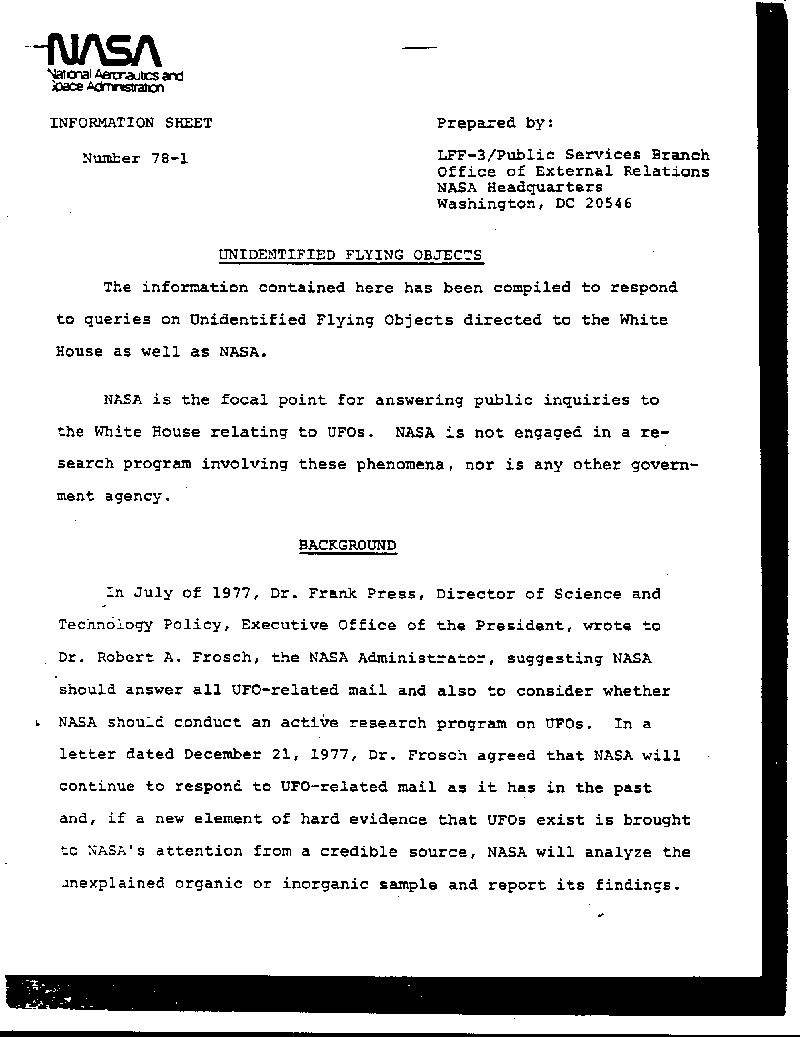 NASA
National Aeronautics and
Space Administration
INFORMATION SHEET
Number 78-1
Prepared by:
LFF-3/Public Services Branch
Office of External Relations
NASA Headquarters
Washington, DC 20546
UNIDENTIFIED FLYING OBJECTS
The information contained here has been compiled to respond
to queries on Unidentified Flying Objects directed to the White
House as well as NASA.
NASA is the focal point for answering public inquiries to
the White House relating to UFOs. NASA is not engaged in a re-
search program involving these phenomena, nor is any other govern-
ment agency.
BACKGROUND
In July of 1977, Dr. Frank Press, Director of Science and
Technology Policy, Executive Office of the President, wrote to
Dr. Robert A. Frosch, the NASA Administrator, suggesting NASA
should answer all UFO-related mail and also to consider whether
NASA should conduct an active research program on UFOs. In a
letter dated December 21, 1977, Dr. Frosch agreed that NASA will
continue to respond to UFO-related mail as it has in the past
and, if a new element of hard evidence that UFOs exist is brought
to NASA's attention from a credible source, NASA will analyze the
unexplained organic or inorganic sample and report its findings.